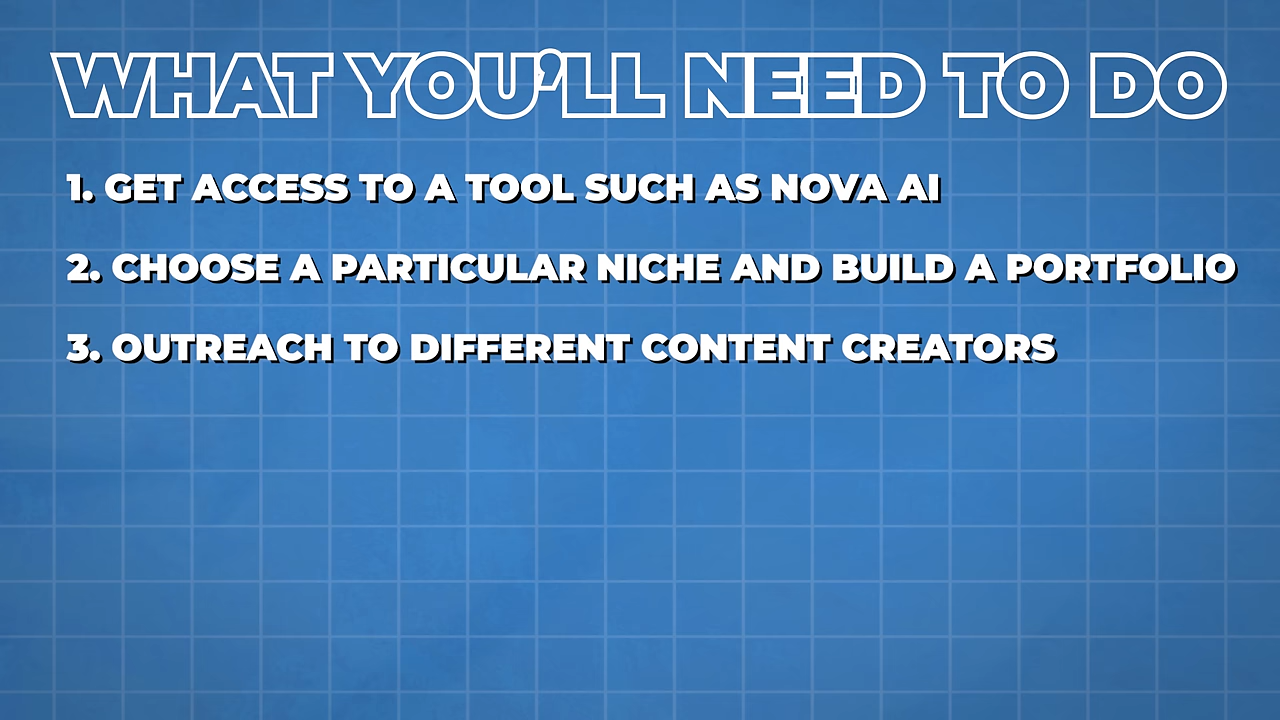 WHAT YOU'LL NEED TO DO
1. GET ACCESS TO A TOOL SUCH AS NOVA AI
2. CHOOSE A PARTICULAR NICHE AND BUILD A PORTFOLIO
3. OUTREACH TO DIFFERENT CONTENT CREATORS